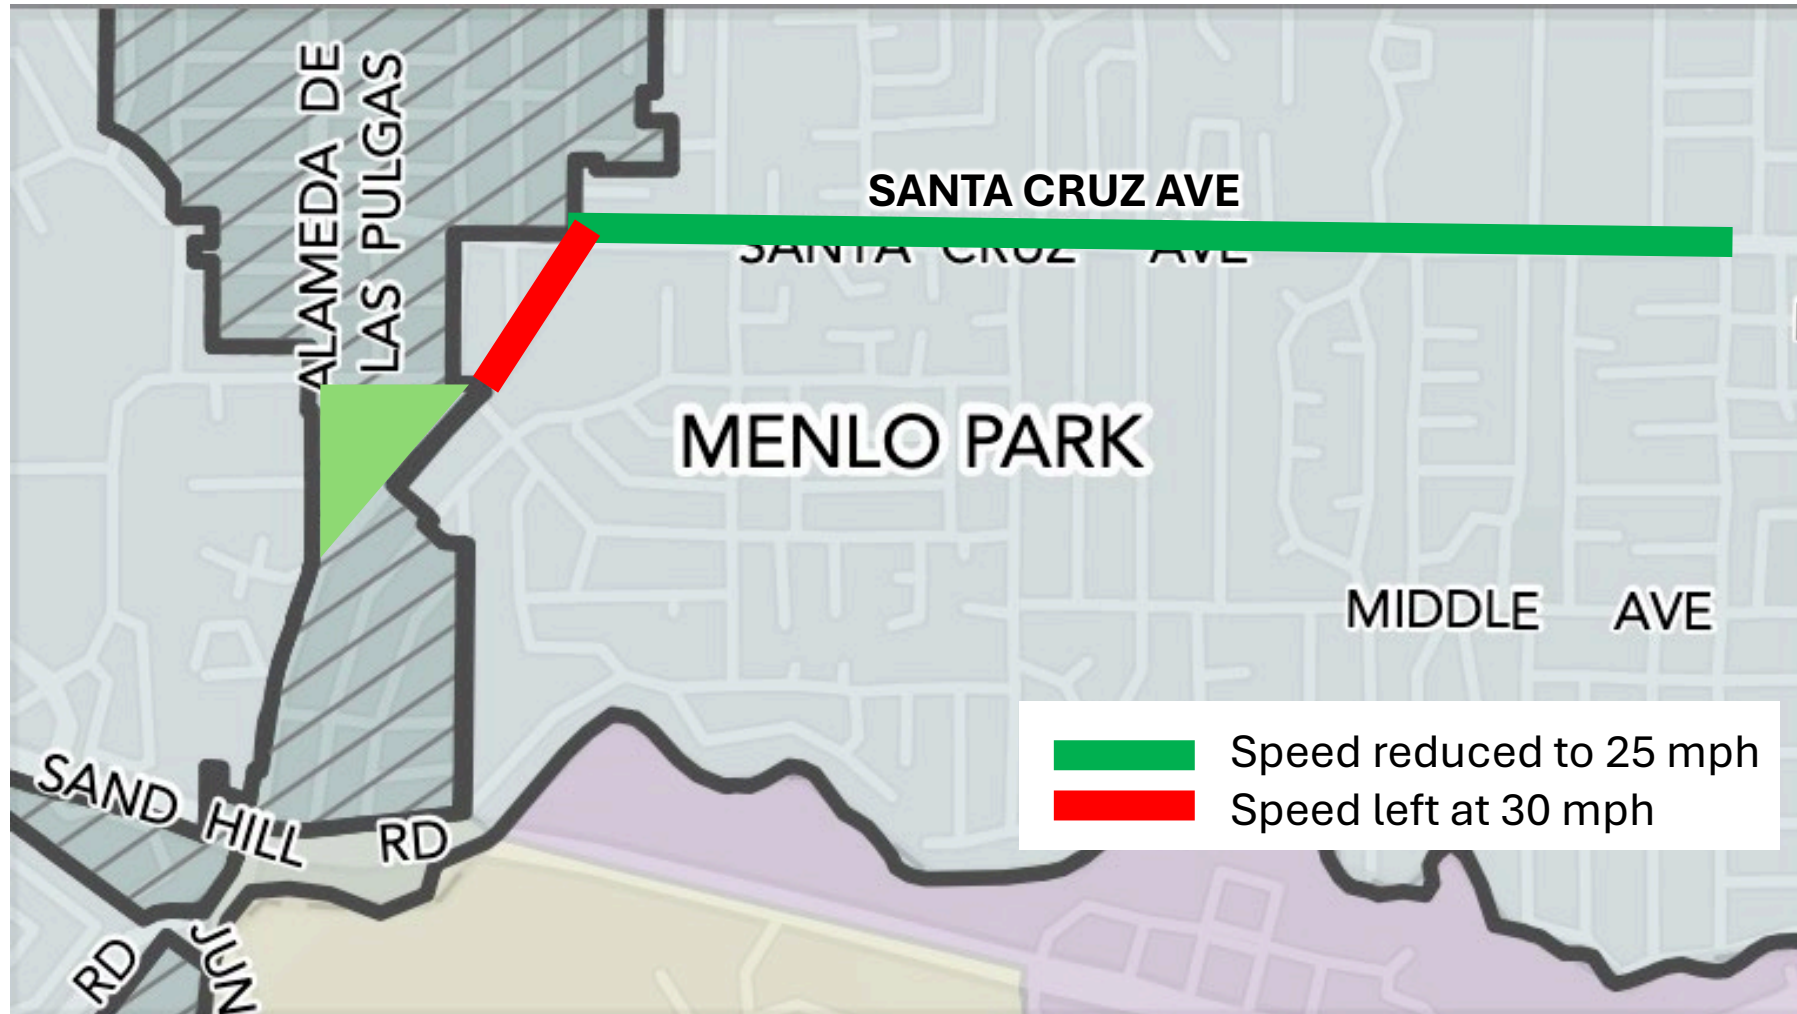 ALAMEDA DE
LAS PULGAS
SANTA CRUZ AVE
SANTA CRUZ AVE
MENLO PARK
MIDDLE AVE
Speed reduced to 25 mph
Speed left at 30 mph
SAND HILL RD
RD
JUN